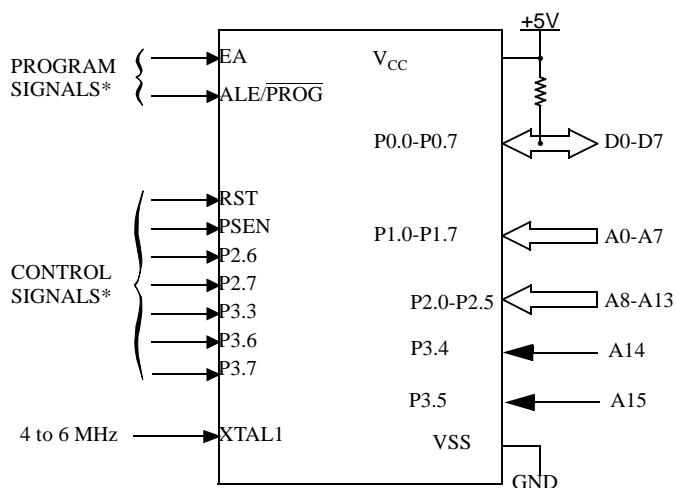 +5V
PROGRAM
SIGNALS*
EA
ALE/PROG
VCC
P0.0-P0.7
D0-D7
CONTROL
SIGNALS*
RST
PSEN
P2.6
P2.7
P3.3
P3.6
P3.7
P1.0-P1.7
A0-A7
P2.0-P2.5
A8-A13
P3.4
A14
P3.5
A15
4 to 6 MHz
XTAL1
VSS
GND